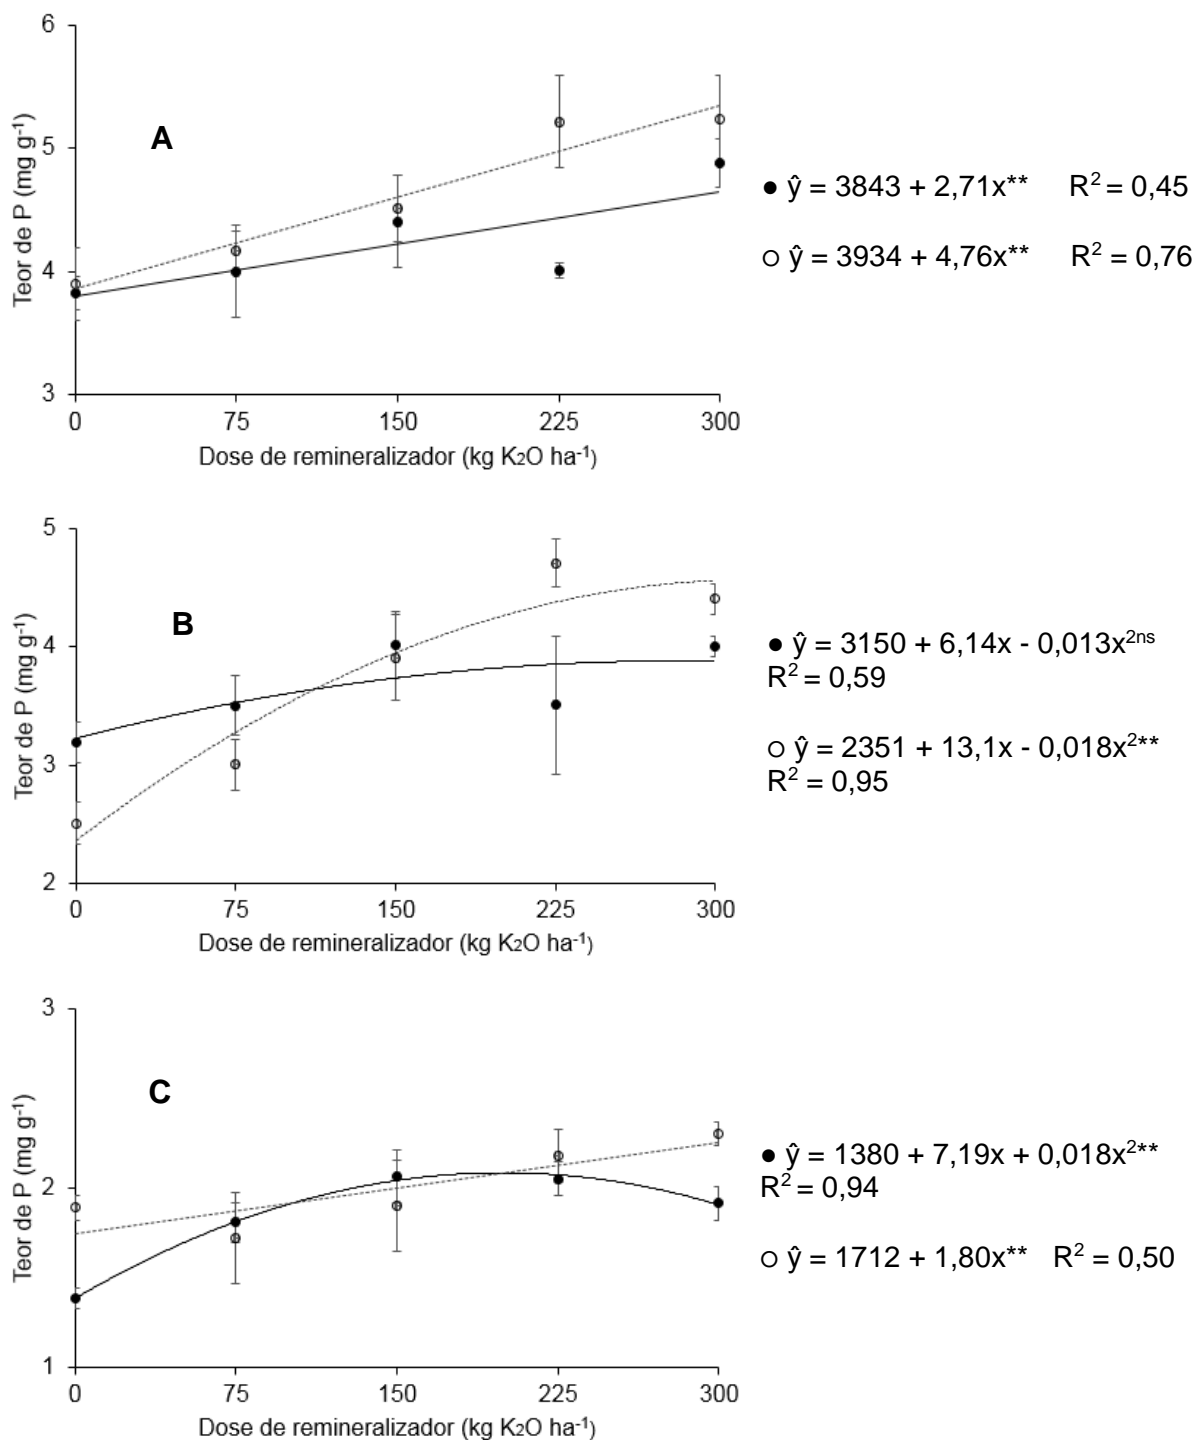 6
5
4
3
Teor de P (mg g⁻¹)
A
0 75 150 225 300
Dose de remineralizador (kg K₂O ha⁻¹)
● ŷ = 3843 + 2,71x** R² = 0,45
○ ŷ = 3934 + 4,76x** R² = 0,76
5
4
3
2
Teor de P (mg g⁻¹)
B
0 75 150 225 300
Dose de remineralizador (kg K₂O ha⁻¹)
● ŷ = 3150 + 6,14x - 0,013x²ⁿˢ
R² = 0,59
○ ŷ = 2351 + 13,1x - 0,018x²**
R² = 0,95
3
2
1
Teor de P (mg g⁻¹)
C
0 75 150 225 300
Dose de remineralizador (kg K₂O ha⁻¹)
● ŷ = 1380 + 7,19x + 0,018x²**
R² = 0,94
○ ŷ = 1712 + 1,80x** R² = 0,50